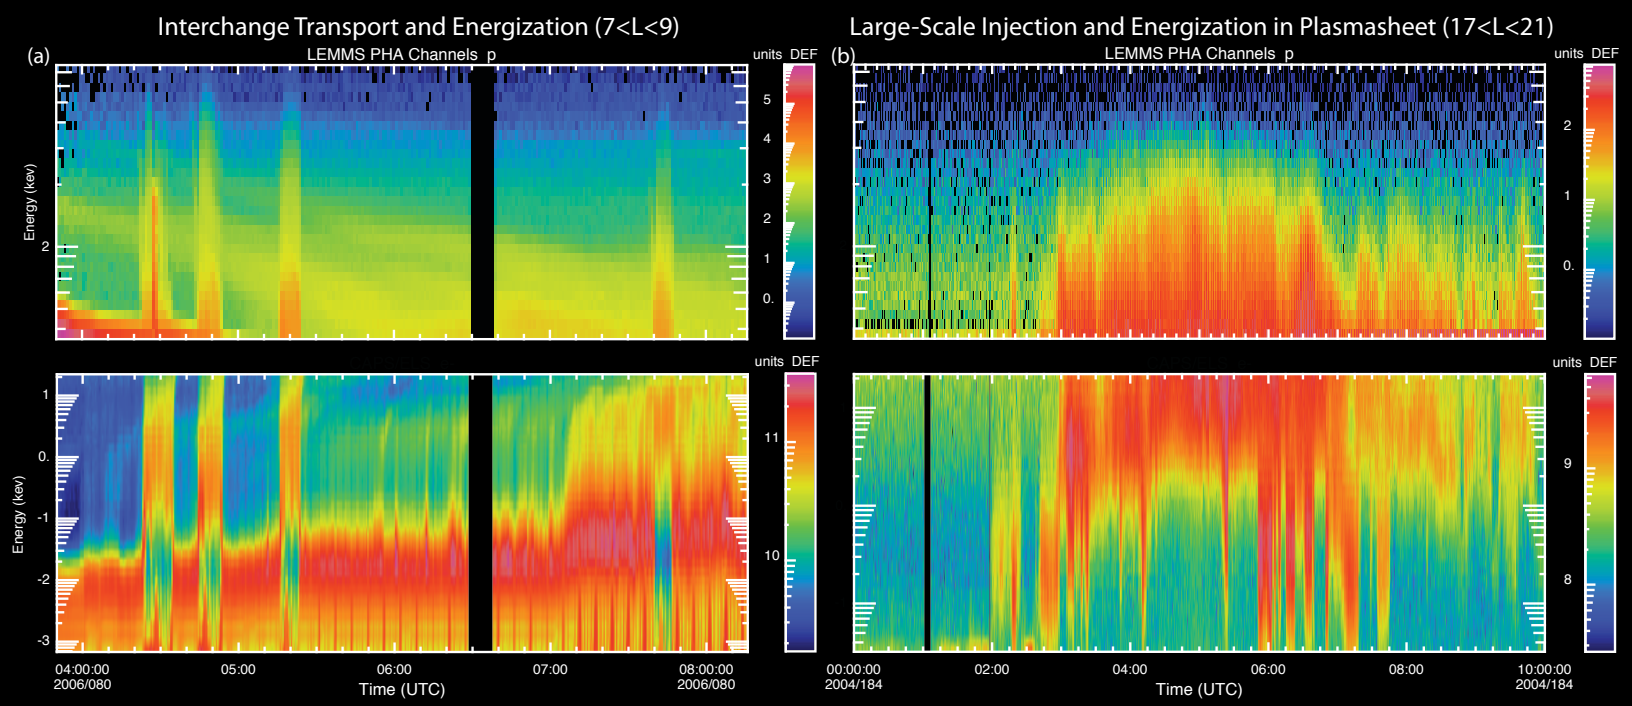 Interchange Transport and Energization (7<L<9)
(a)
LEMMS PHA Channels p
units DEF
Energy (kev)
2
5
4
3
2
1
0.
units DEF
Energy (kev)
1
0.
-1
-2
-3
11
10
04:00:00
05:00
06:00
07:00
08:00:00
2006/080
Time (UTC)
2006/080
Large-Scale Injection and Energization in Plasmasheet (17<L<21)
(b)
LEMMS PHA Channels p
units DEF
2
1
0.
units DEF
9
8
00:00:00
02:00
04:00
06:00
08:00
10:00:00
2004/184
Time (UTC)
2004/184